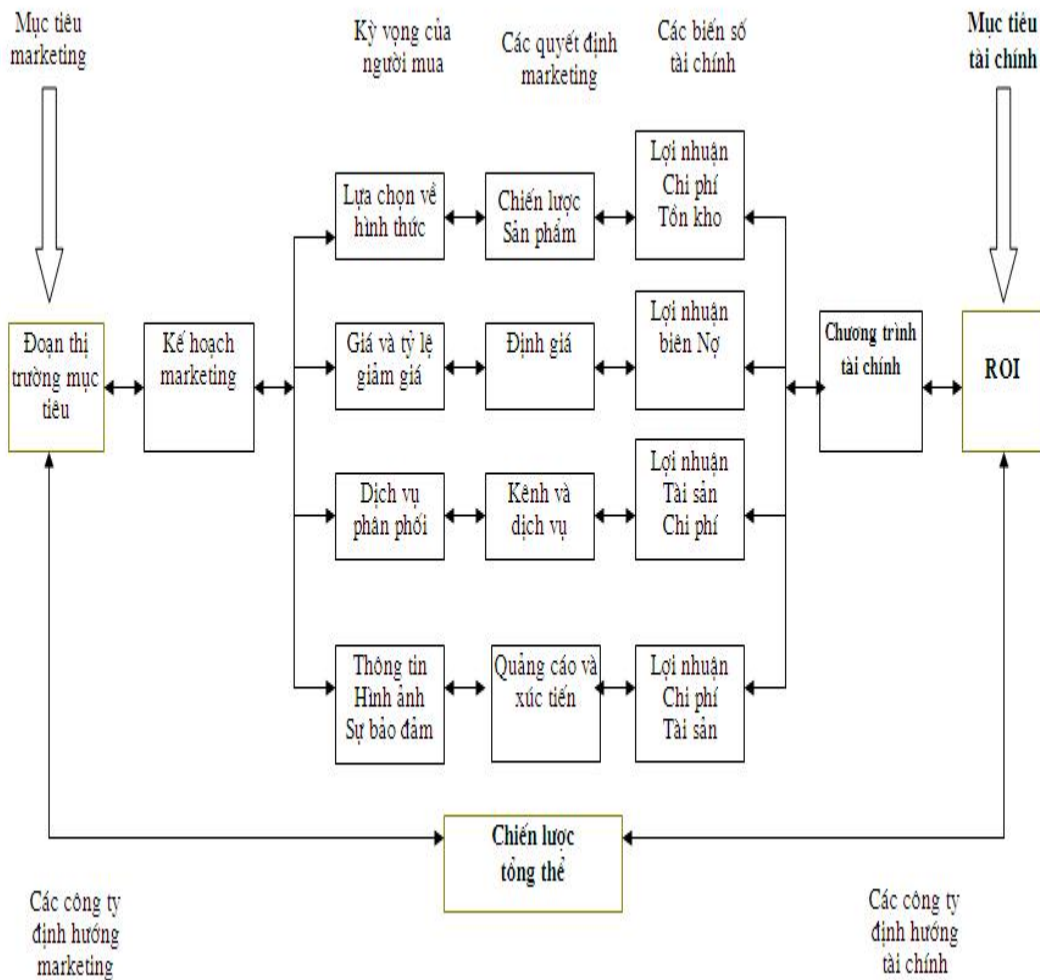 Mục tiêu
marketing
Kỳ vọng của
người mua
Các quyết định
marketing
Các biến số
tài chính
Mục tiêu
tài chính
Lựa chọn về
hình thức
Chiến lược
Sản phẩm
Lợi nhuận
Chi phí
Tồn kho
Đoạn thị
trường mục
tiêu
Kế hoạch
marketing
Giá và tỷ lệ
giảm giá
Định giá
Lợi nhuận
biên Nợ
Chương trình
tài chính
ROI
Dịch vụ
phân phối
Kênh và
dịch vụ
Lợi nhuận
Tài sản
Chi phí
Thông tin
Hình ảnh
Sự bảo đảm
Quảng cáo và
xúc tiến
Lợi nhuận
Chi phí
Tài sản
Chiến lược
tổng thể
Các công ty
định hướng
marketing
Các công ty
định hướng
tài chính